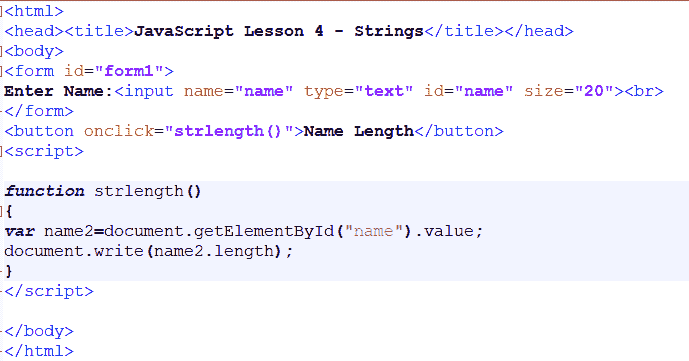 <html>
<head><title>JavaScript Lesson 4 - Strings</title></head>
<body>
<form id="form1">
Enter Name:<input name="name" type="text" id="name" size="20"><br>
</form>
<button onclick="strlength()">Name Length</button>
<script>
function strlength()
{
var name2=document.getElementById("name").value;
document.write(name2.length);
}
</script>
</body>
</html>